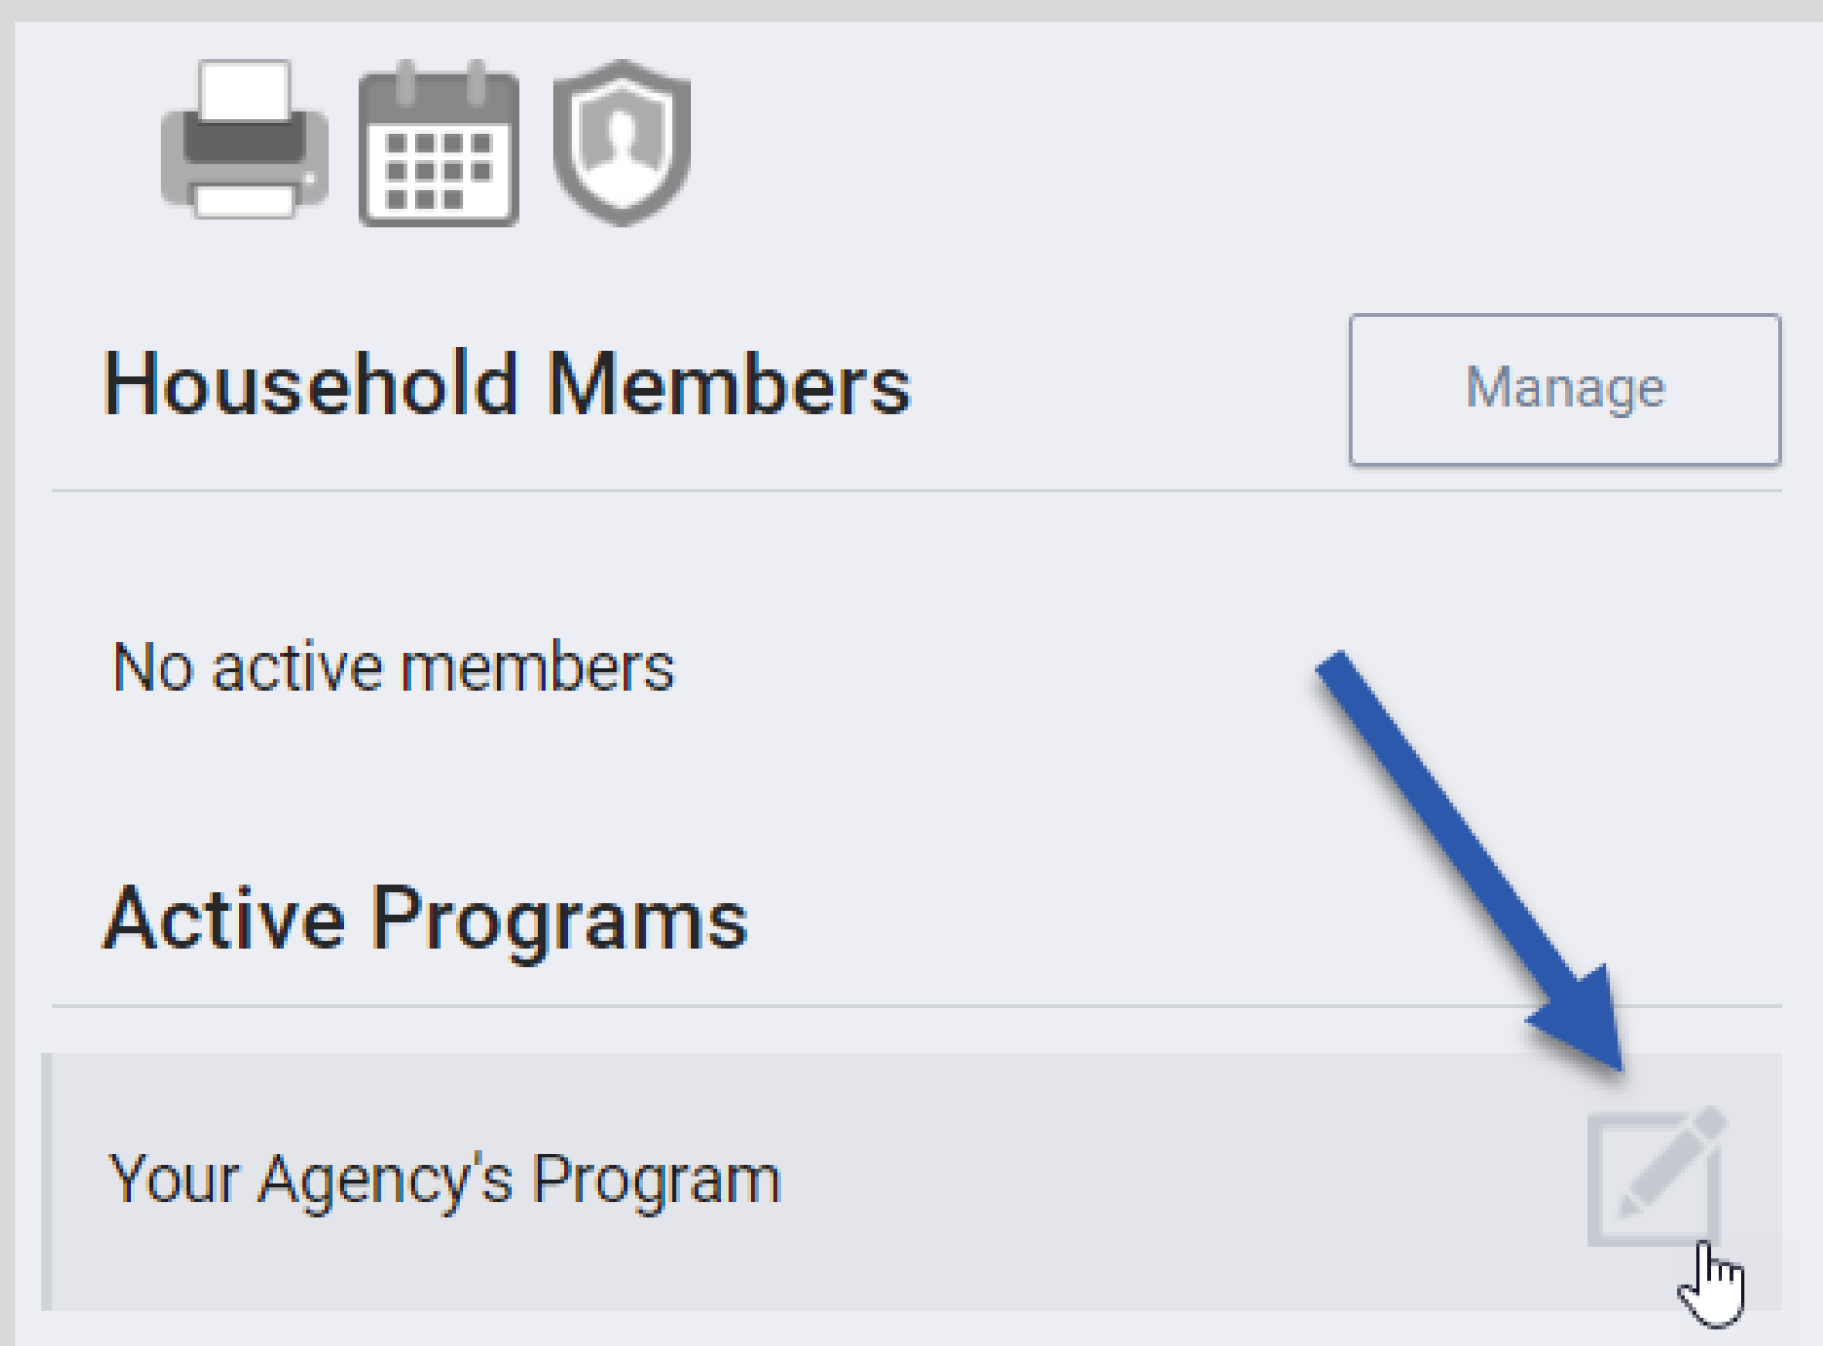 Household Members
Manage
No active members
Active Programs
Your Agency's Program